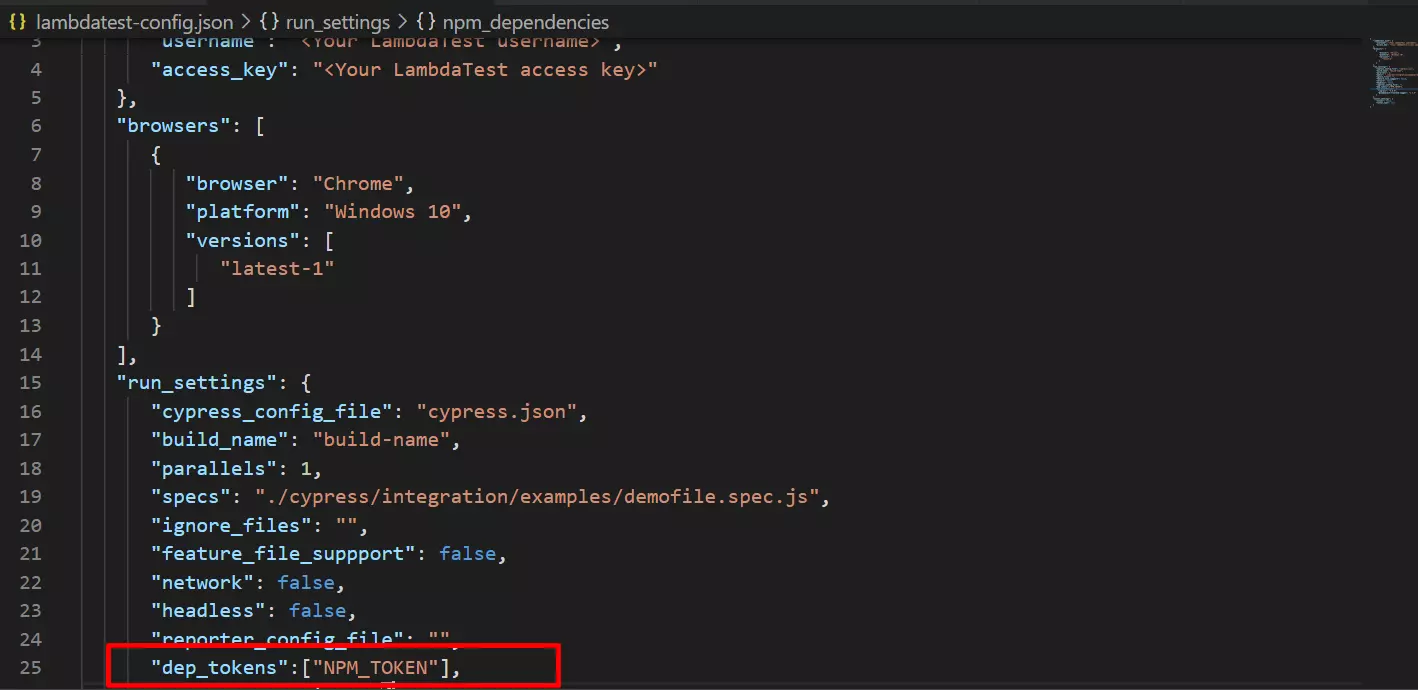 {} lambdatest-config.json > {} run_settings > {} npm_dependencies
3 "username": "<Your LambdaTest username>",
4 "access_key": "<Your LambdaTest access key>"
5 },
6 "browsers": [
7 {
8 "browser": "Chrome",
9 "platform": "Windows 10",
10 "versions": [
11 "latest-1"
12 ]
13 }
14 ],
15 "run_settings": {
16 "cypress_config_file": "cypress.json",
17 "build_name": "build-name",
18 "parallels": 1,
19 "specs": "./cypress/integration/examples/demofile.spec.js",
20 "ignore_files": "",
21 "feature_file_suppport": false,
22 "network": false,
23 "headless": false,
24 "reporter_config_file": "",
25 "dep_tokens":["NPM_TOKEN"],